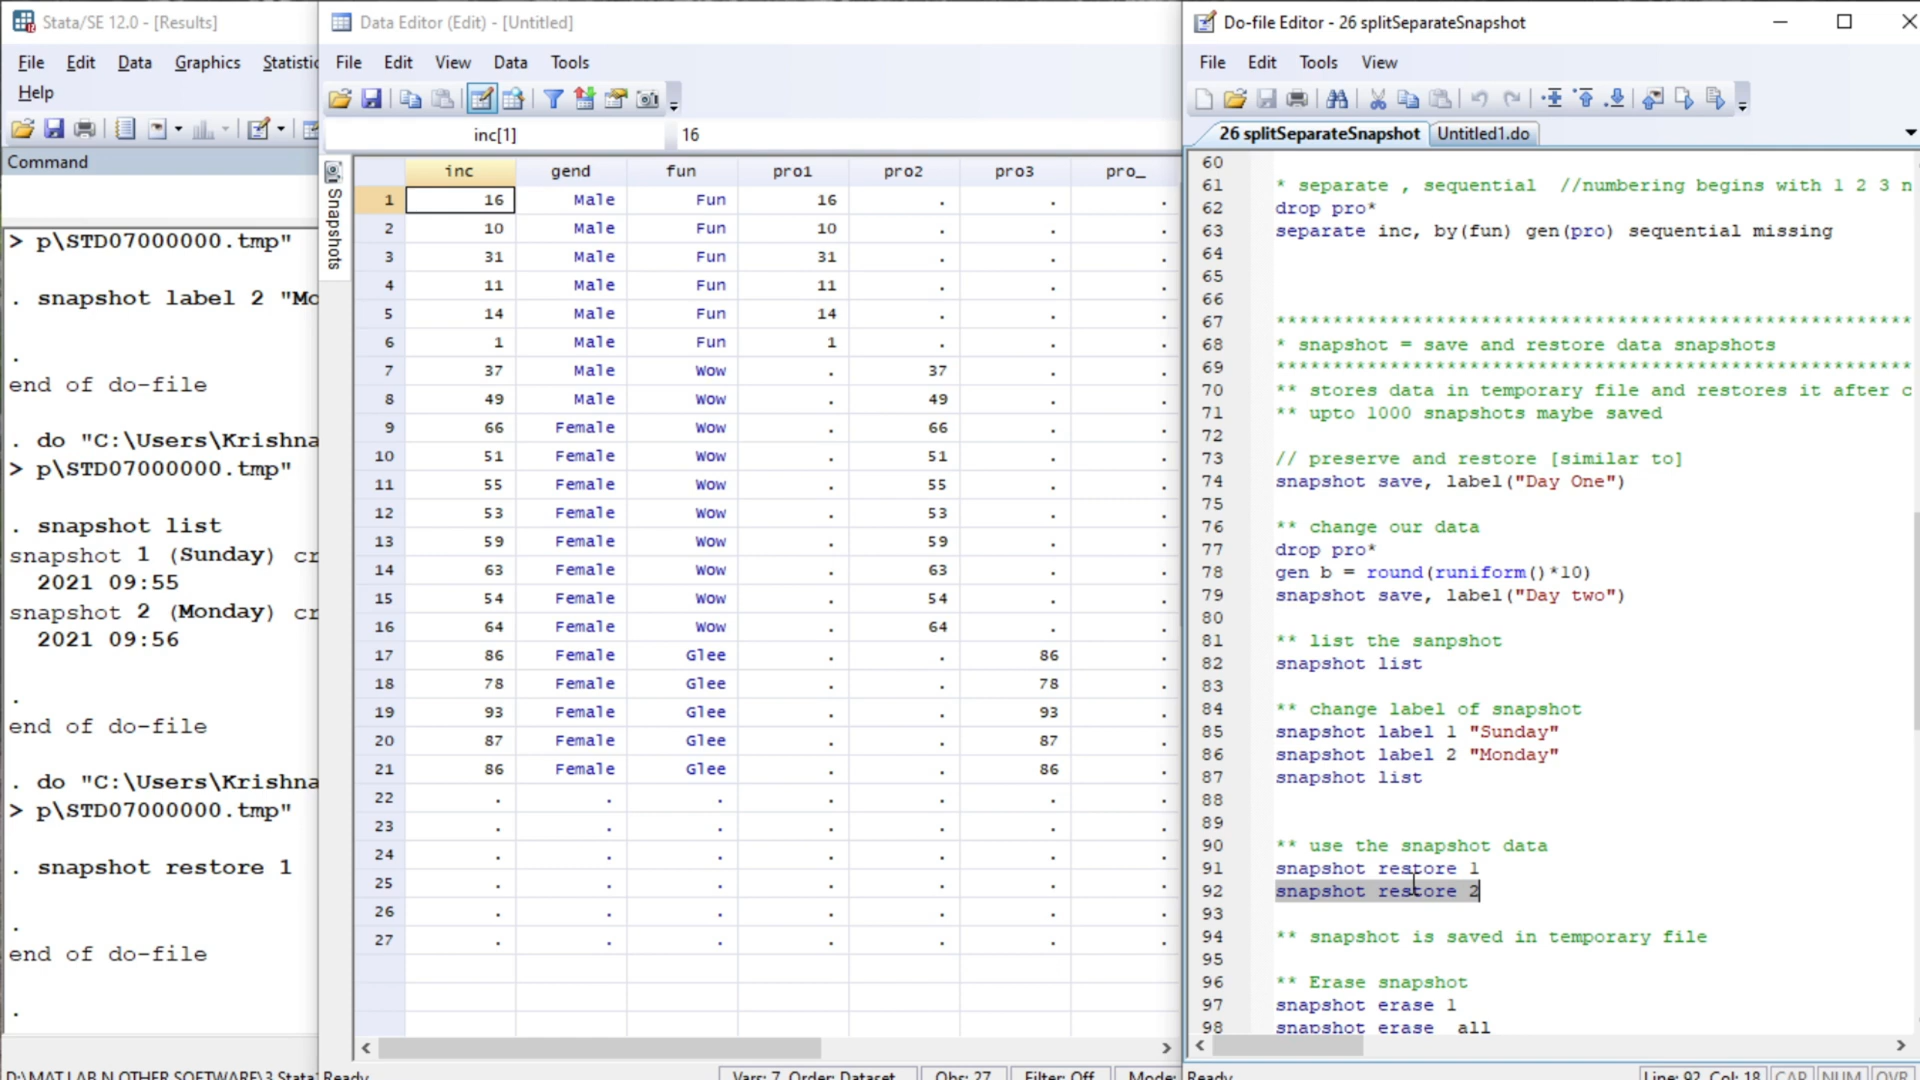 Stata/SE 12.0 - [Results]
File Edit Data Graphics Statistic
Help
Command
> p\STD07000000.tmp"
. snapshot label 2 "Mo
.
end of do-file
. do "C:\Users\Krishna
> p\STD07000000.tmp"
. snapshot list
snapshot 1 (Sunday) cr
2021 09:55
snapshot 2 (Monday) cr
2021 09:56
.
end of do-file
. do "C:\Users\Krishna
> p\STD07000000.tmp"
. snapshot restore 1
.
end of do-file
.
Data Editor (Edit) - [Untitled]
File Edit View Data Tools
inc[1] 16
Snapshots
inc gend fun pro1 pro2 pro3 pro_
1 16 Male Fun 16 . . .
2 10 Male Fun 10 . . .
3 31 Male Fun 31 . . .
4 11 Male Fun 11 . . .
5 14 Male Fun 14 . . .
6 1 Male Fun 1 . . .
7 37 Male Wow . 37 . .
8 49 Male Wow . 49 . .
9 66 Female Wow . 66 . .
10 51 Female Wow . 51 . .
11 55 Female Wow . 55 . .
12 53 Female Wow . 53 . .
13 59 Female Wow . 59 . .
14 63 Female Wow . 63 . .
15 54 Female Wow . 54 . .
16 64 Female Wow . 64 . .
17 86 Female Glee . . 86 .
18 78 Female Glee . . 78 .
19 93 Female Glee . . 93 .
20 87 Female Glee . . 87 .
21 86 Female Glee . . 86 .
22 . . . . . . .
23 . . . . . . .
24 . . . . . . .
25 . . . . . . .
26 . . . . . . .
27 . . . . . . .
Do-file Editor - 26 splitSeparateSnapshot
File Edit Tools View
26 splitSeparateSnapshot Untitled1.do
60
61 * separate , sequential //numbering begins with 1 2 3 n
62 drop pro*
63 separate inc, by(fun) gen(pro) sequential missing
64
65
66
67 ********************************************************
68 * snapshot = save and restore data snapshots
69 ********************************************************
70 ** stores data in temporary file and restores it after c
71 ** upto 1000 snapshots maybe saved
72
73 // preserve and restore [similar to]
74 snapshot save, label("Day One")
75
76 ** change our data
77 drop pro*
78 gen b = round(runiform()*10)
79 snapshot save, label("Day two")
80
81 ** list the sanpshot
82 snapshot list
83
84 ** change label of snapshot
85 snapshot label 1 "Sunday"
86 snapshot label 2 "Monday"
87 snapshot list
88
89
90 ** use the snapshot data
91 snapshot restore 1
92 snapshot restore 2
93
94 ** snapshot is saved in temporary file
95
96 ** Erase snapshot
97 snapshot erase 1
98 snapshot erase _all
D:\MAT LAB N OTHER SOFTWARE\3 Stata
Ready Vars: 7 Order: Dataset Obs: 27 Filter: Off Mode:
Ready Line: 92, Col: 18 CAP NUM OVR